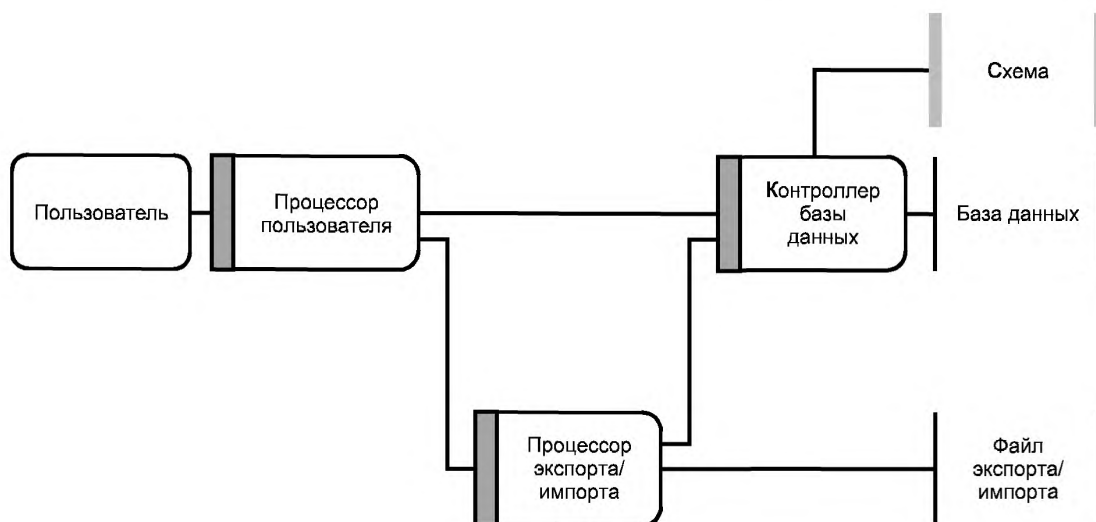 Схема
Пользователь
Процессор
пользователя
Контроллер
базы
данных
База данных
Процессор
экспорта/
импорта
Файл
экспорта/
импорта